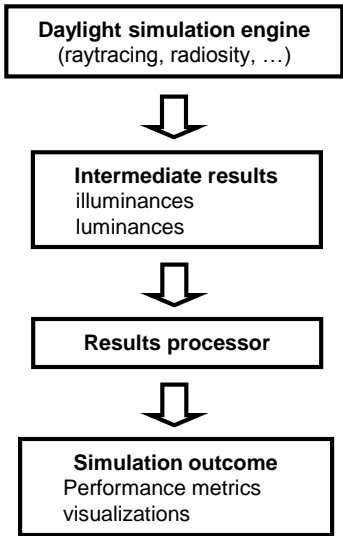 Daylight simulation engine
(raytracing, radiosity, …)
Intermediate results
illuminances
luminances
Results processor
Simulation outcome
Performance metrics
visualizations